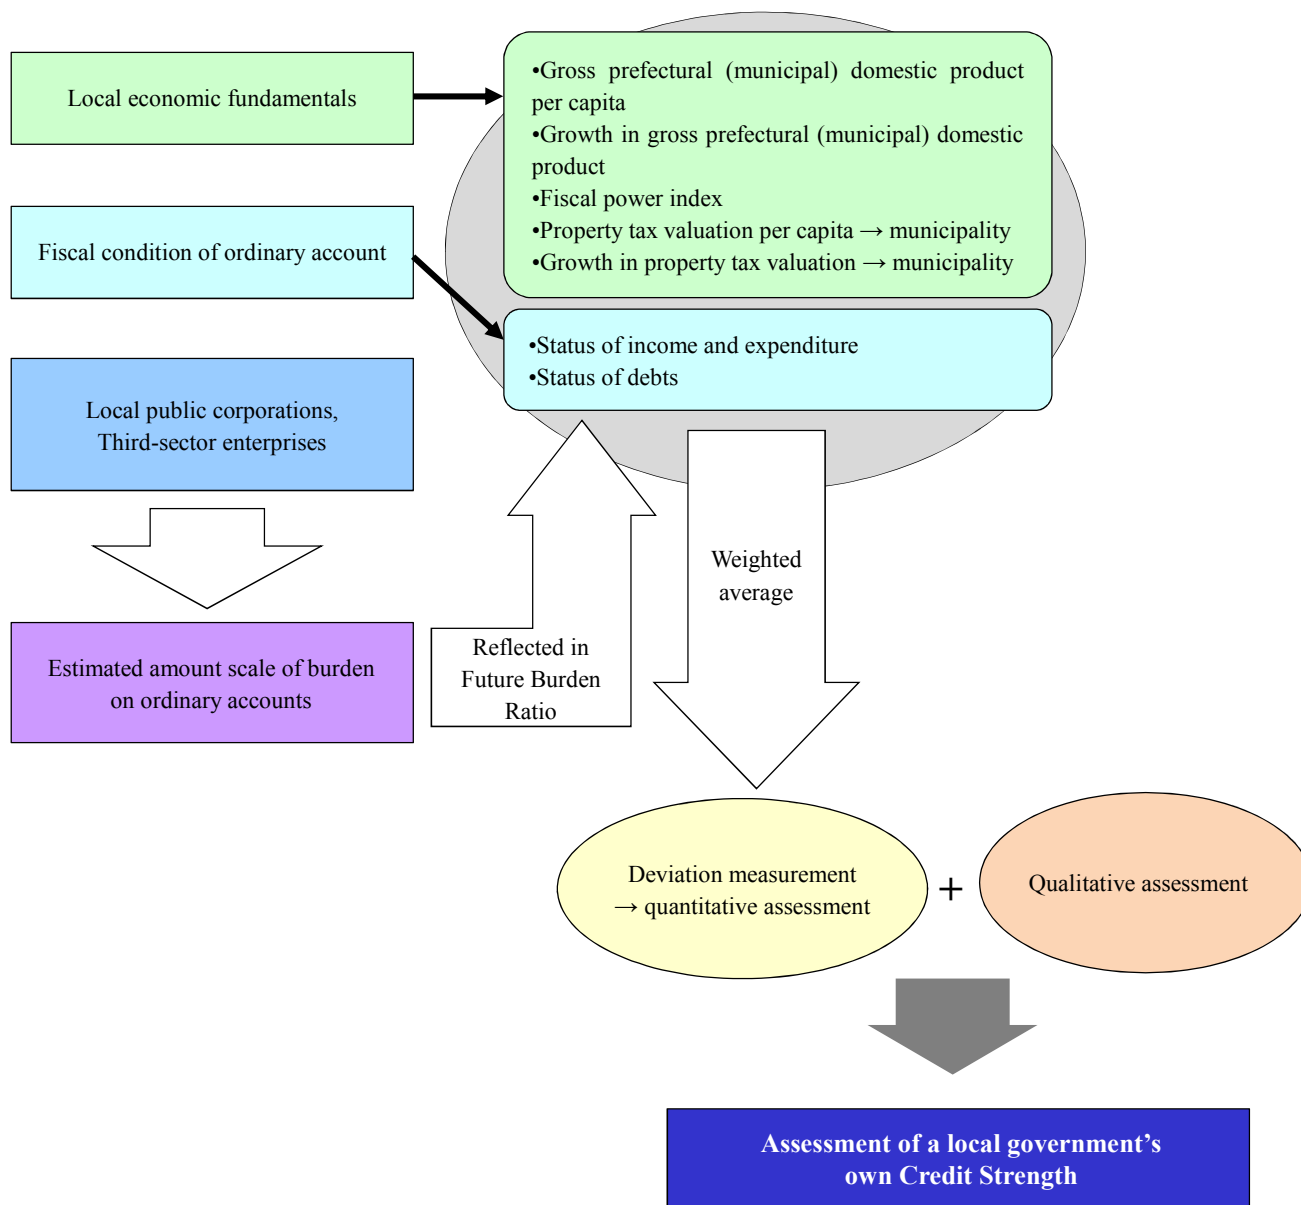 Local economic fundamentals
•Gross prefectural (municipal) domestic product
per capita
•Growth in gross prefectural (municipal) domestic
product
•Fiscal power index
•Property tax valuation per capita → municipality
•Growth in property tax valuation → municipality
Fiscal condition of ordinary account
•Status of income and expenditure
•Status of debts
Local public corporations,
Third-sector enterprises
Estimated amount scale of burden
on ordinary accounts
Reflected in
Future Burden
Ratio
Weighted
average
Deviation measurement
→ quantitative assessment
+
Qualitative assessment
Assessment of a local government’s
own Credit Strength